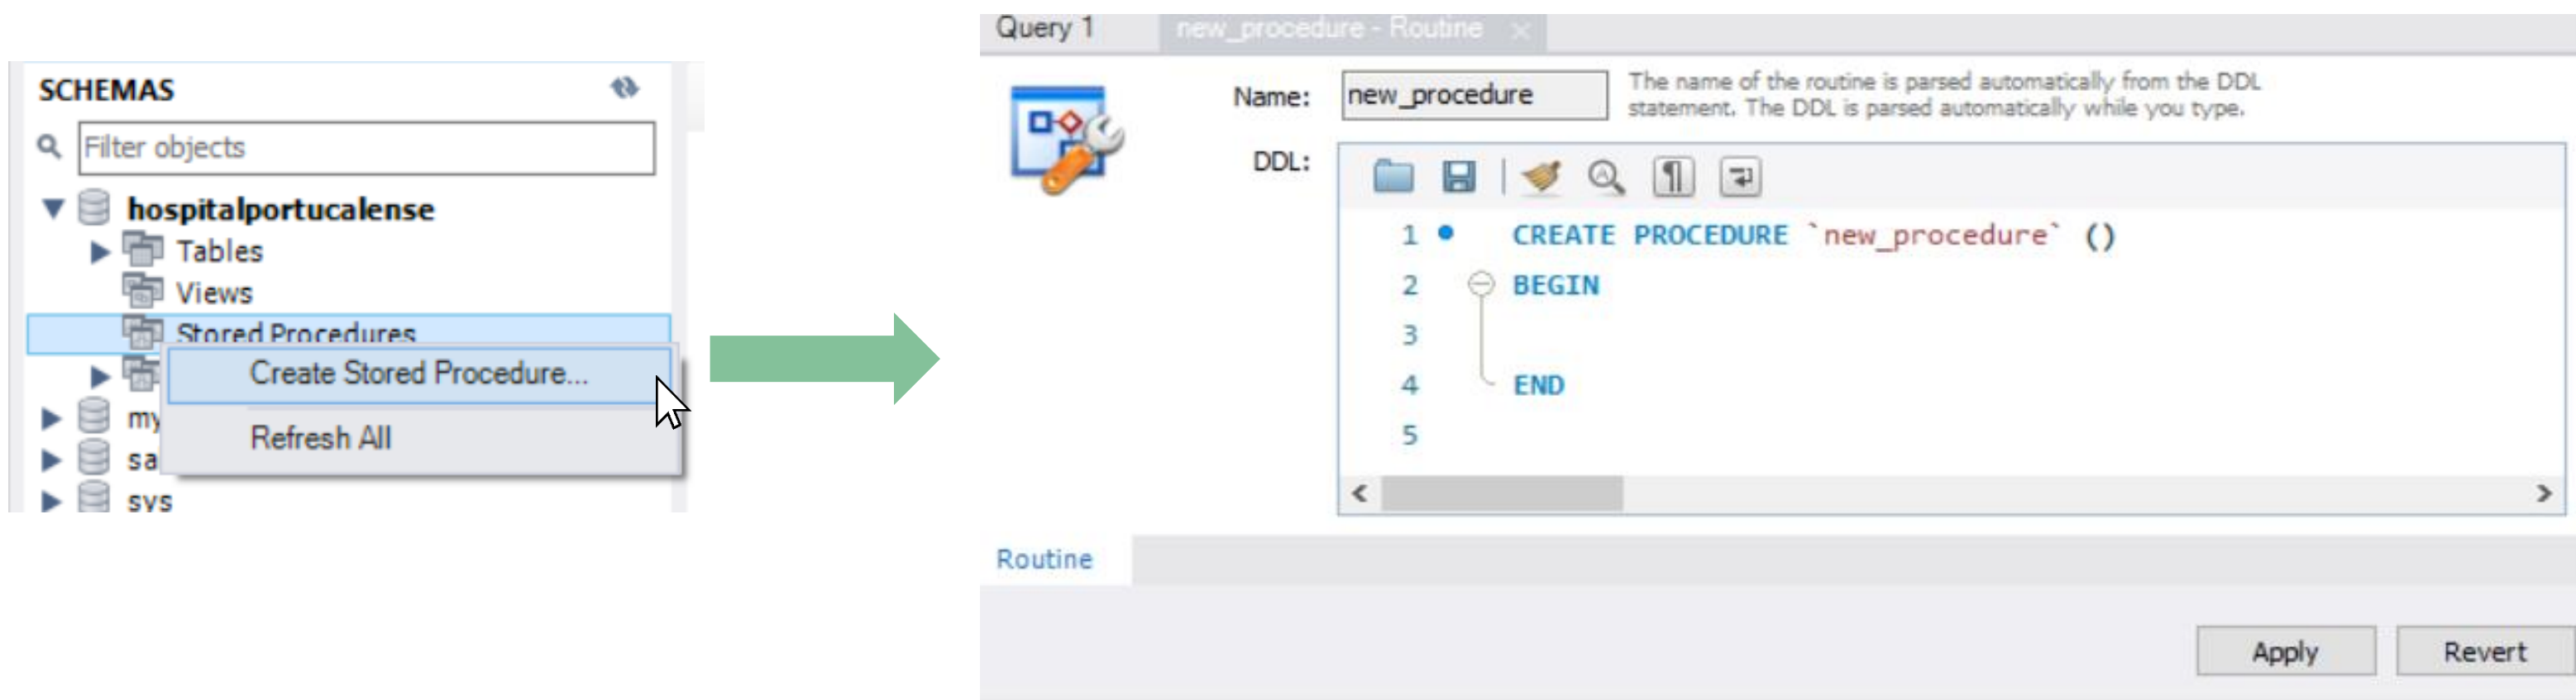 SCHEMAS
Filter objects
hospitalportucalense
Tables
Views
Stored Procedures
Create Stored Procedure...
my
Refresh All
sa
sys
Query 1
new_procedure - Routine
Name:
new_procedure
The name of the routine is parsed automatically from the DDL
statement. The DDL is parsed automatically while you type.
DDL:
1 CREATE PROCEDURE `new_procedure` ()
2 BEGIN
3
4 END
5
Routine
Apply
Revert